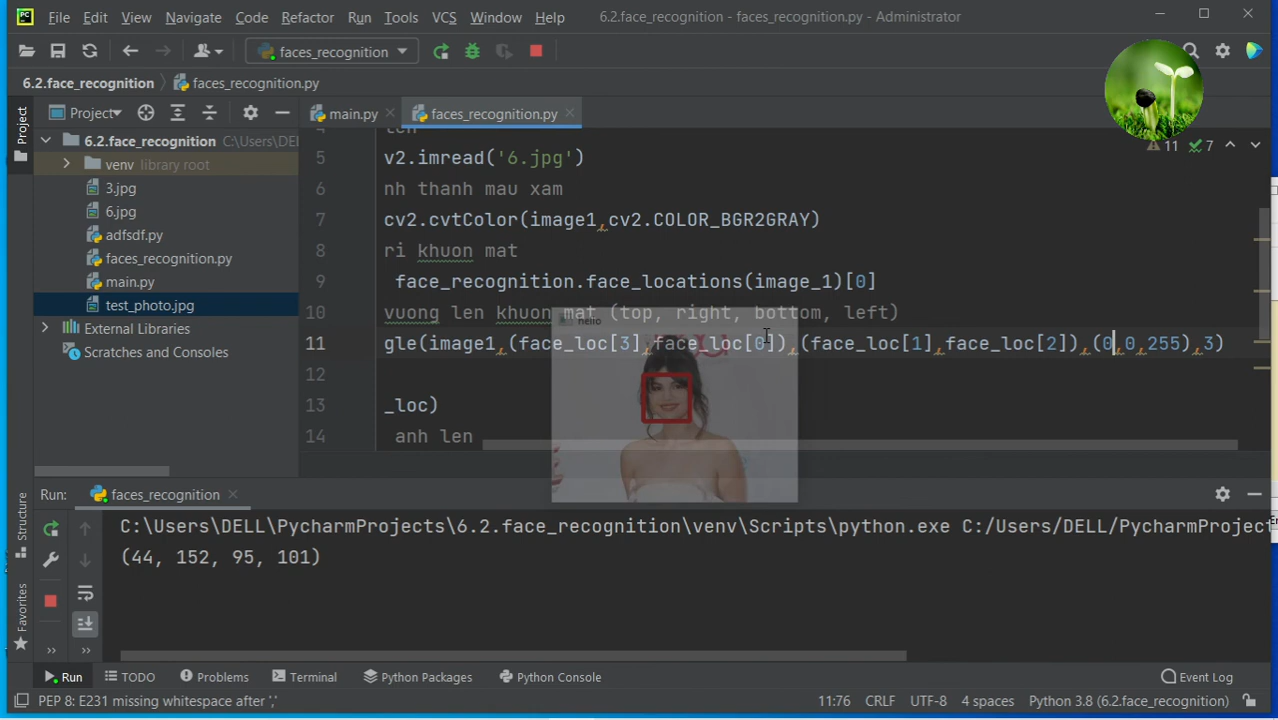 File Edit View Navigate Code Refactor Run Tools VCS Window Help 6.2.face_recognition - faces_recognition.py - Administrator
faces_recognition
6.2.face_recognition faces_recognition.py
Project
Project
main.py
faces_recognition.py
6.2.face_recognition C:\Users\DEL
venv library root
3.jpg
6.jpg
adfsdf.py
faces_recognition.py
main.py
test_photo.jpg
External Libraries
Scratches and Consoles
11 7
4 len
5 v2.imread('6.jpg')
6 nh thanh mau xam
7 cv2.cvtColor(image1,cv2.COLOR_BGR2GRAY)
8 ri khuon mat
9 face_recognition.face_locations(image_1)[0]
10 vuong len khuon mat (top, right, bottom, left)
11 gle(image1,(face_loc[3],face_loc[0]),(face_loc[1],face_loc[2]),(0,0,255),3)
12
13 _loc)
14 anh len
hello
Structure
Favorites
Run: faces_recognition
C:\Users\DELL\PycharmProjects\6.2.face_recognition\venv\Scripts\python.exe C:/Users/DELL/PycharmProject
(44, 152, 95, 101)
Run TODO Problems Terminal Python Packages Python Console Event Log
PEP 8: E231 missing whitespace after ',' 11:76 CRLF UTF-8 4 spaces Python 3.8 (6.2.face_recognition)